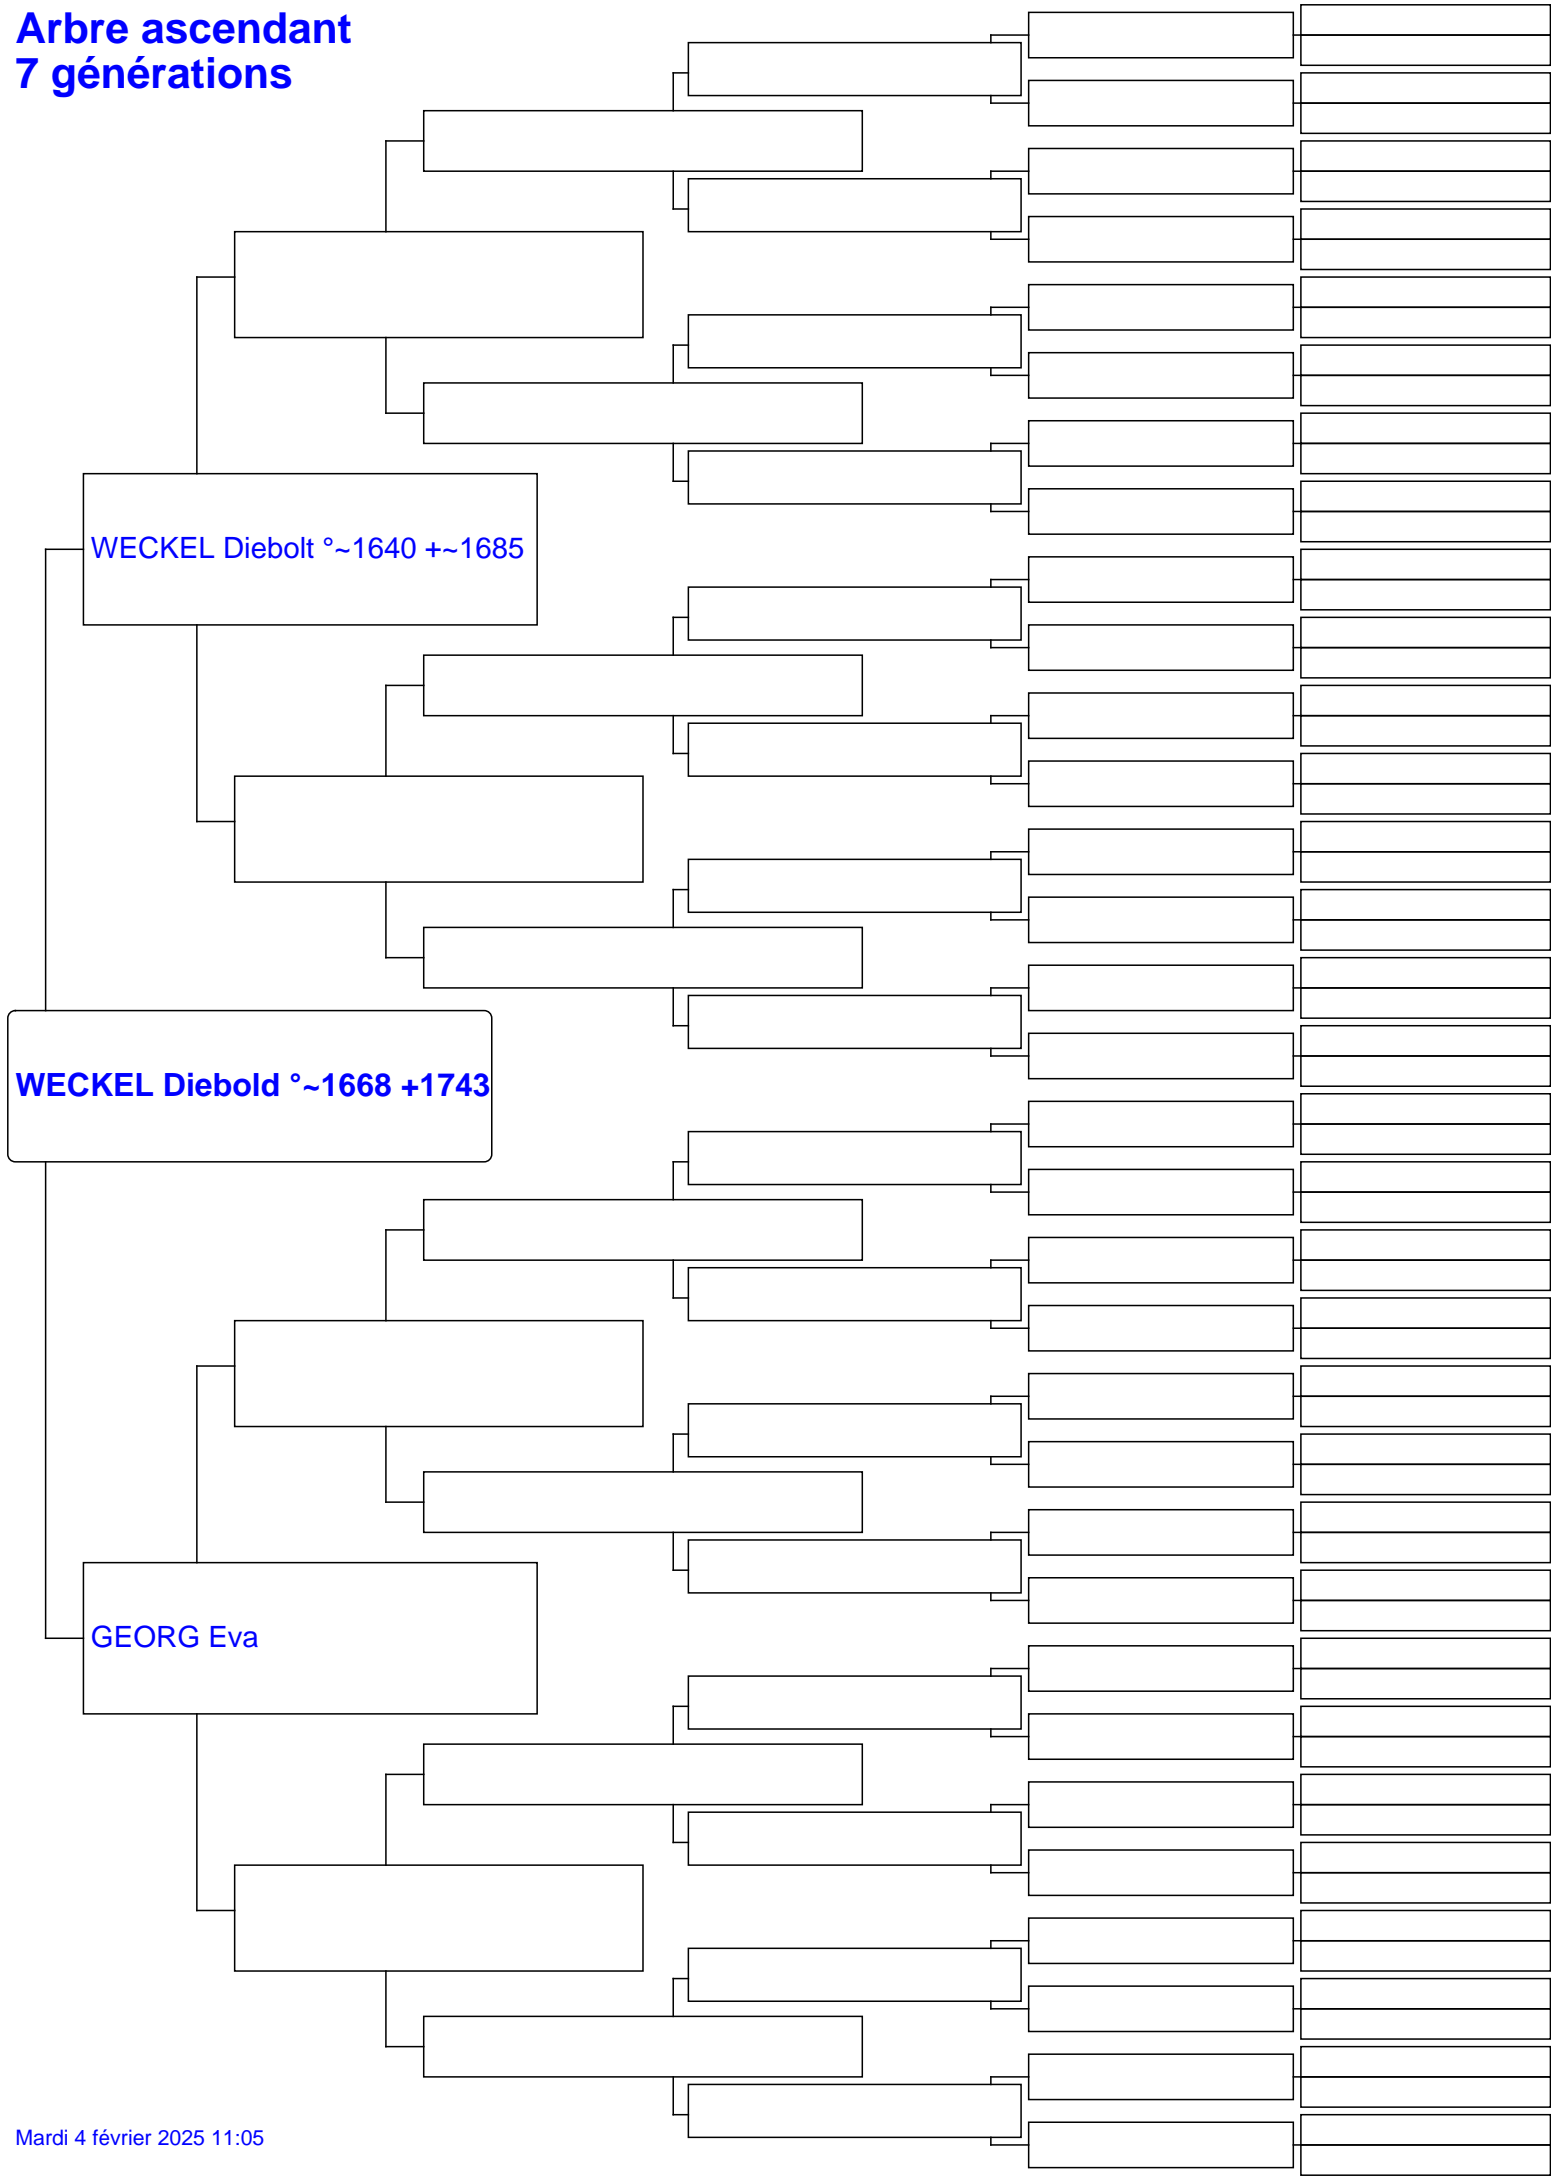 Arbre ascendant
7 générations
WECKEL Diebolt °~1640 +~1685
WECKEL Diebold °~1668 +1743
GEORG Eva
Mardi 4 février 2025 11:05